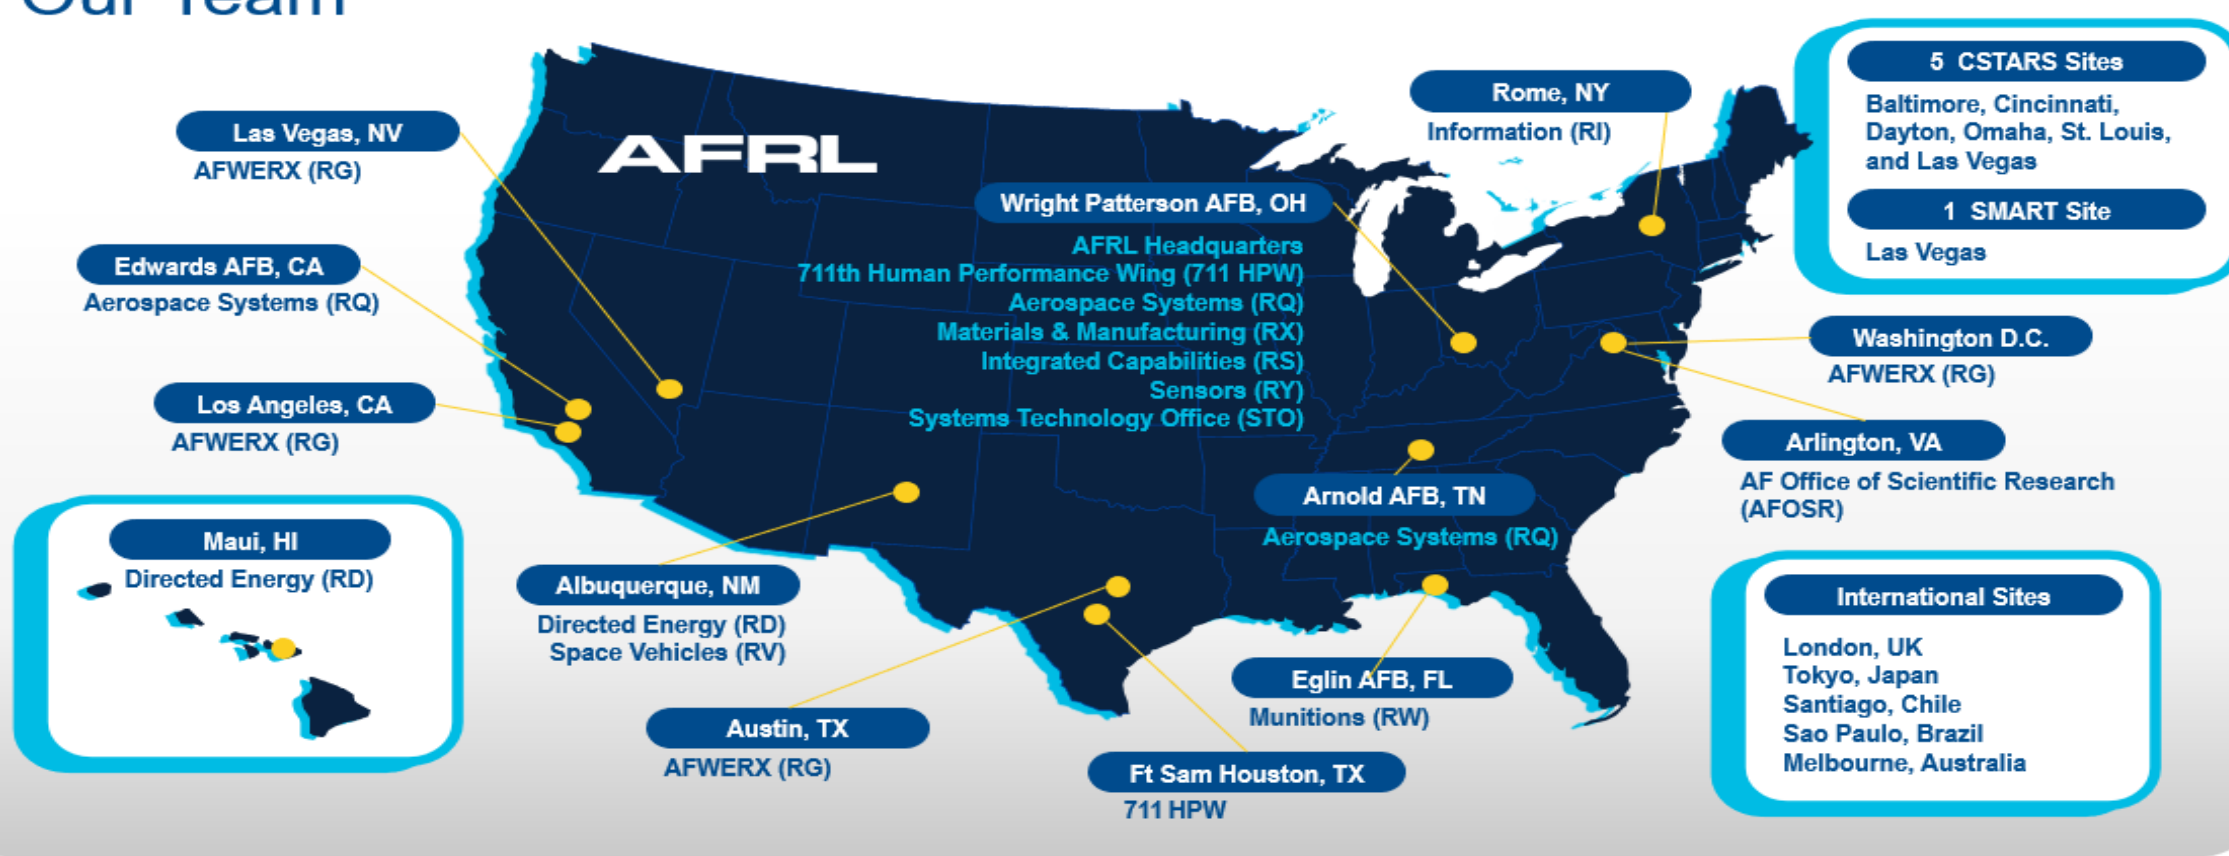 Our Team
AFRL
Las Vegas, NV
AFWERX (RG)
Edwards AFB, CA
Aerospace Systems (RQ)
Los Angeles, CA
AFWERX (RG)
Maui, HI
Directed Energy (RD)
Albuquerque, NM
Directed Energy (RD)
Space Vehicles (RV)
Austin, TX
AFWERX (RG)
Ft Sam Houston, TX
711 HPW
Wright Patterson AFB, OH
AFRL Headquarters
711th Human Performance Wing (711 HPW)
Aerospace Systems (RQ)
Materials & Manufacturing (RX)
Integrated Capabilities (RS)
Sensors (RY)
Systems Technology Office (STO)
Arnold AFB, TN
Aerospace Systems (RQ)
Eglin AFB, FL
Munitions (RW)
Rome, NY
Information (RI)
5 CSTARS Sites
Baltimore, Cincinnati,
Dayton, Omaha, St. Louis,
and Las Vegas
1 SMART Site
Las Vegas
Washington D.C.
AFWERX (RG)
Arlington, VA
AF Office of Scientific Research
(AFOSR)
International Sites
London, UK
Tokyo, Japan
Santiago, Chile
Sao Paulo, Brazil
Melbourne, Australia